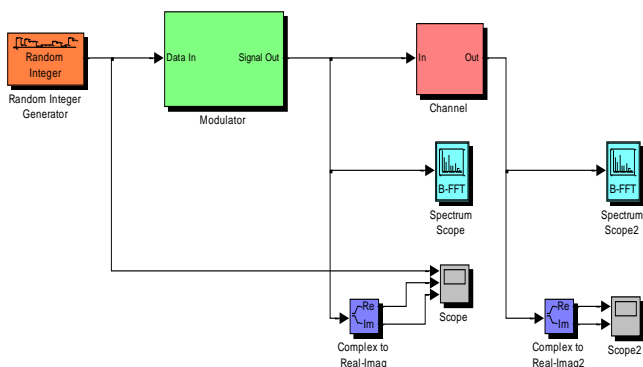 Random
Integer
Random Integer
Generator
Data In
Signal Out
Modulator
In
Out
Channel
B-FFT
Spectrum
Scope
B-FFT
Spectrum
Scope2
Re
Im
Complex to
Real-Imag
Scope
Re
Im
Complex to
Real-Imag2
Scope2